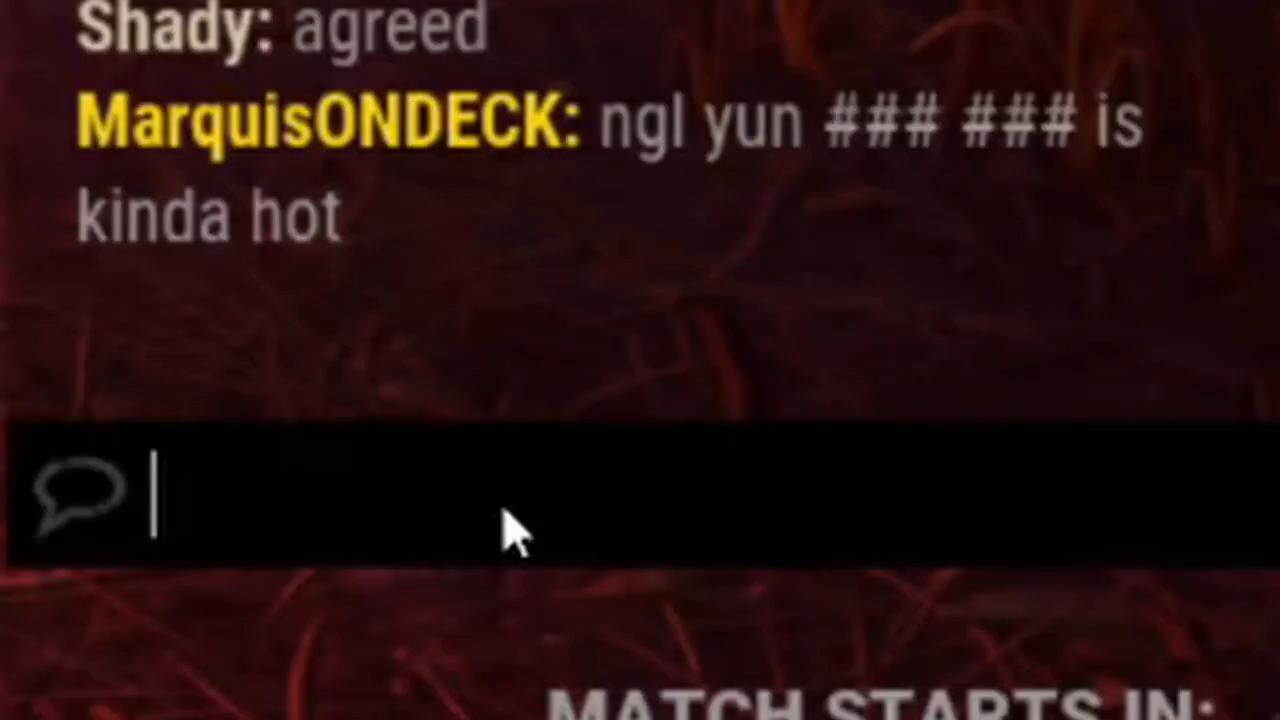 Shady: agreed
MarquisONDECK: ngl yun ### ### is
kinda hot
MATCH STARTS IN: